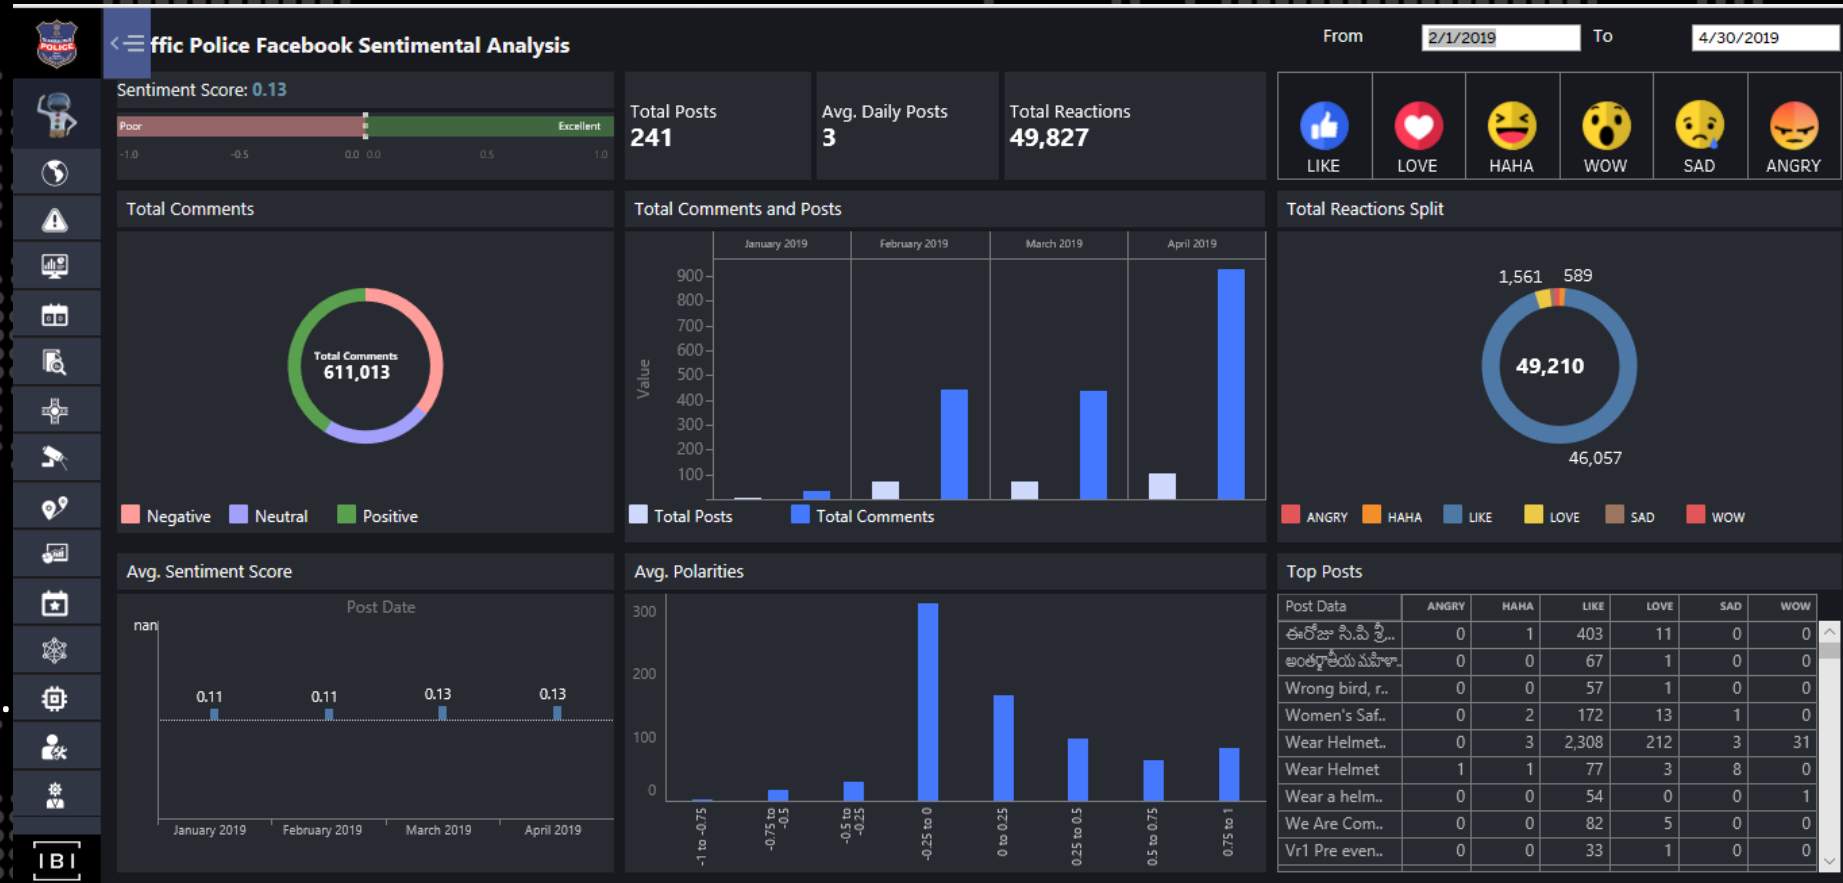 POLICE
ffic Police Facebook Sentimental Analysis
From 2/1/2019 To 4/30/2019
Sentiment Score: 0.13
Poor Excellent
-1.0 -0.5 0.0 0.0 0.5 1.0
Total Posts
241
Avg. Daily Posts
3
Total Reactions
49,827
LIKE LOVE HAHA WOW SAD ANGRY
Total Comments
Total Comments
611,013
Negative Neutral Positive
Total Comments and Posts
January 2019 February 2019 March 2019 April 2019
Value
900
800
700
600
500
400
300
200
100
Total Posts Total Comments
Total Reactions Split
1,561 589
49,210
46,057
ANGRY HAHA LIKE LOVE SAD WOW
Avg. Sentiment Score
Post Date
nan
0.11 0.11 0.13 0.13
January 2019 February 2019 March 2019 April 2019
Avg. Polarities
300
200
100
0
-1 to -0.75
-0.75 to -0.5
-0.5 to -0.25
-0.25 to 0
0 to 0.25
0.25 to 0.5
0.5 to 0.75
0.75 to 1
Top Posts
Post Data ANGRY HAHA LIKE LOVE SAD WOW
ఈరోజు సి.పి శ్రీ... 0 1 403 11 0 0
అంతర్జాతీయ మహిళా.. 0 0 67 1 0 0
Wrong bird, r.. 0 0 57 1 0 0
Women's Saf.. 0 2 172 13 1 0
Wear Helmet.. 0 3 2,308 212 3 31
Wear Helmet 1 1 77 3 8 0
Wear a helm.. 0 0 54 0 0 1
We Are Com.. 0 0 82 5 0 0
Vr1 Pre even.. 0 0 33 1 0 0
IBI